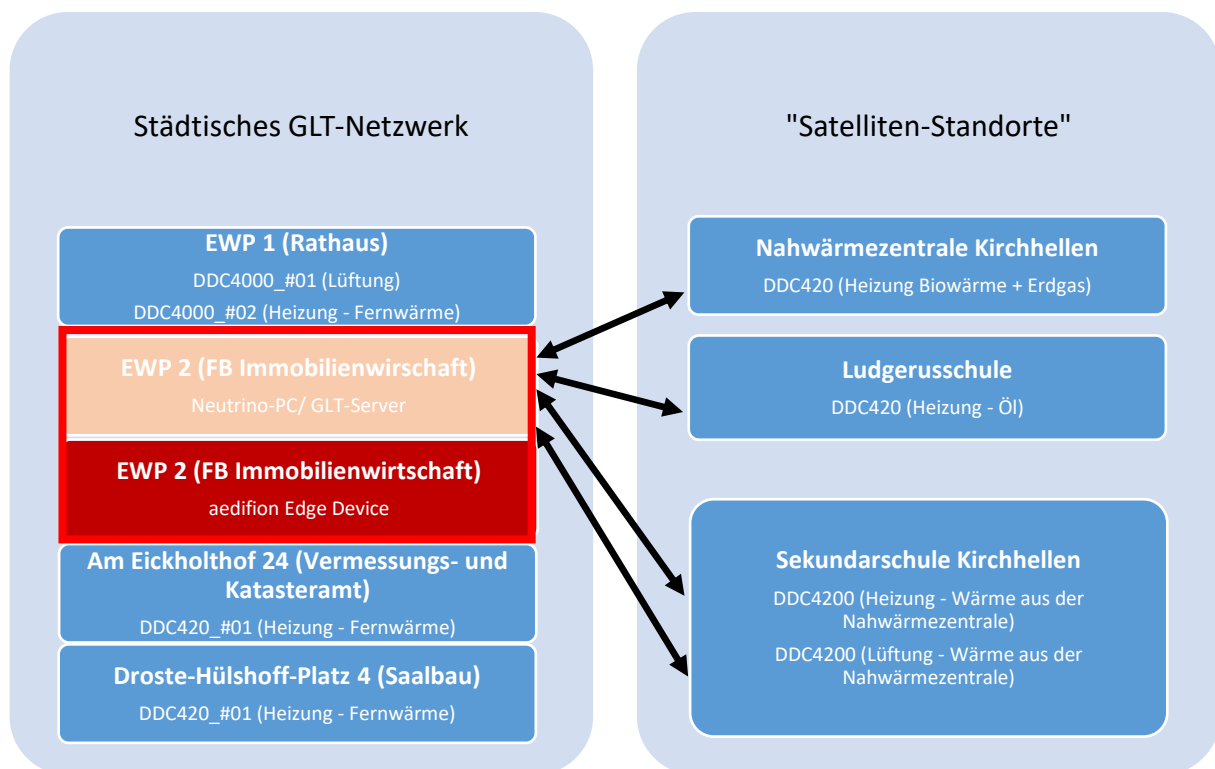 Städtisches GLT-Netzwerk
EWP 1 (Rathaus)
DDC4000_#01 (Lüftung)
DDC4000_#02 (Heizung - Fernwärme)
EWP 2 (FB Immobilienwirschaft)
Neutrino-PC/ GLT-Server
EWP 2 (FB Immobilienwirtschaft)
aedifion Edge Device
Am Eickholthof 24 (Vermessungs- und
Katasteramt)
DDC420_#01 (Heizung - Fernwärme)
Droste-Hülshoff-Platz 4 (Saalbau)
DDC420_#01 (Heizung - Fernwärme)
"Satelliten-Standorte"
Nahwärmezentrale Kirchhellen
DDC420 (Heizung Biowärme + Erdgas)
Ludgerusschule
DDC420 (Heizung - Öl)
Sekundarschule Kirchhellen
DDC4200 (Heizung - Wärme aus der
Nahwärmezentrale)
DDC4200 (Lüftung - Wärme aus der
Nahwärmezentrale)